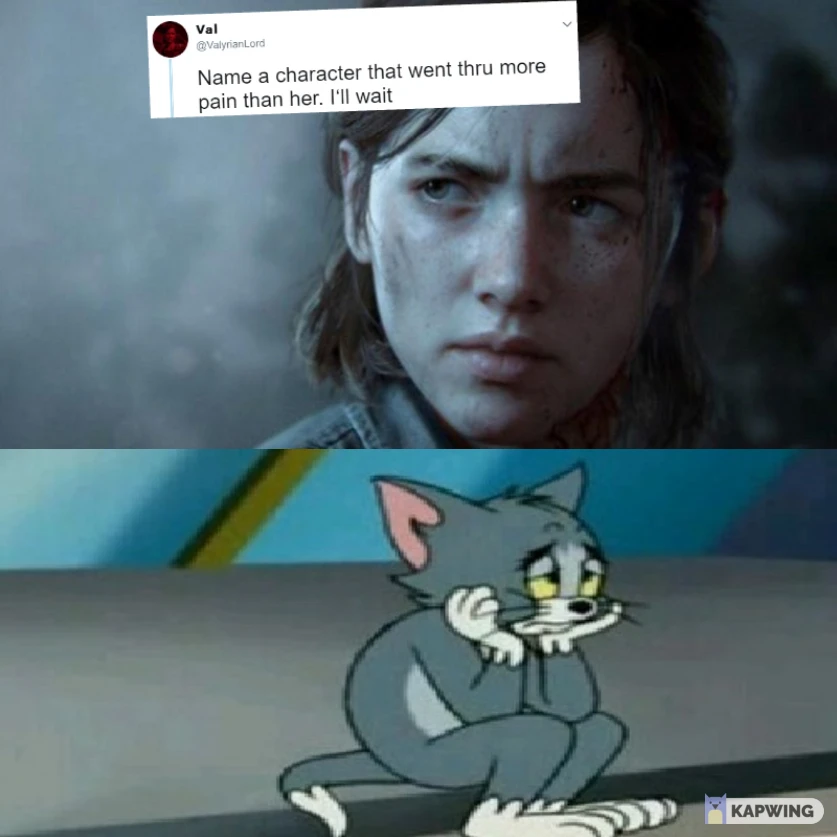 Val
@ValyrianLord
Name a character that went thru more
pain than her. I'll wait
KAPWING